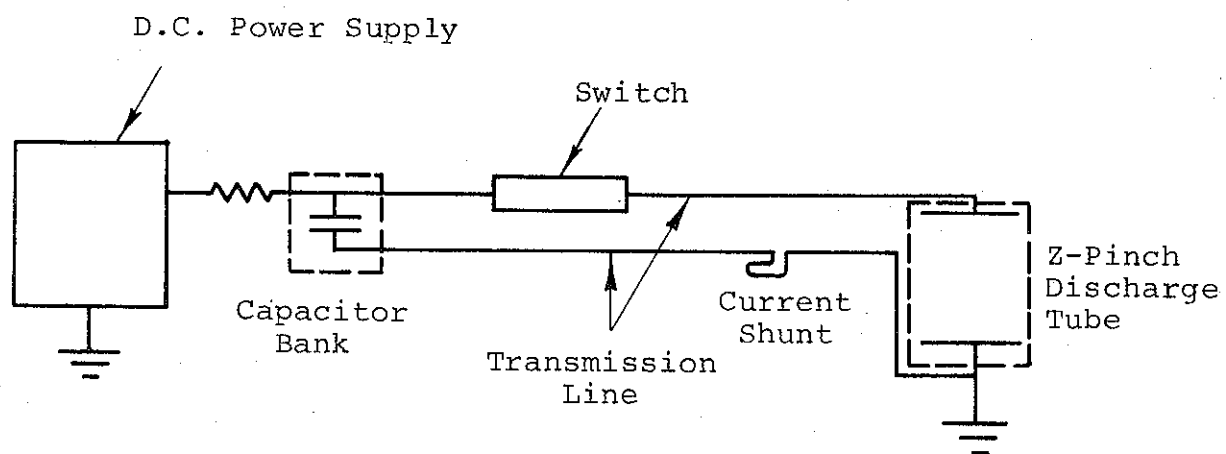 D.C. Power Supply
Switch
Capacitor
Bank
Transmission
Line
Current
Shunt
Z-Pinch
Discharge
Tube